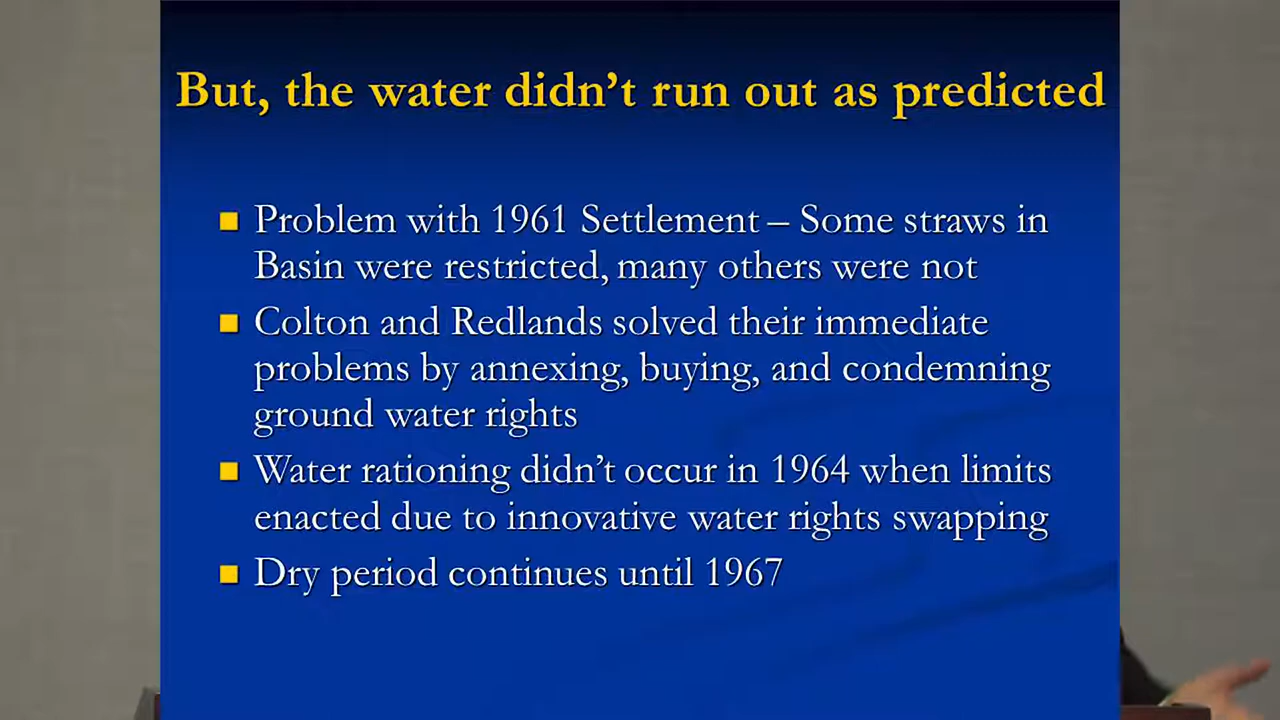 But, the water didn’t run out as predicted
Problem with 1961 Settlement – Some straws in
Basin were restricted, many others were not
Colton and Redlands solved their immediate
problems by annexing, buying, and condemning
ground water rights
Water rationing didn’t occur in 1964 when limits
enacted due to innovative water rights swapping
Dry period continues until 1967